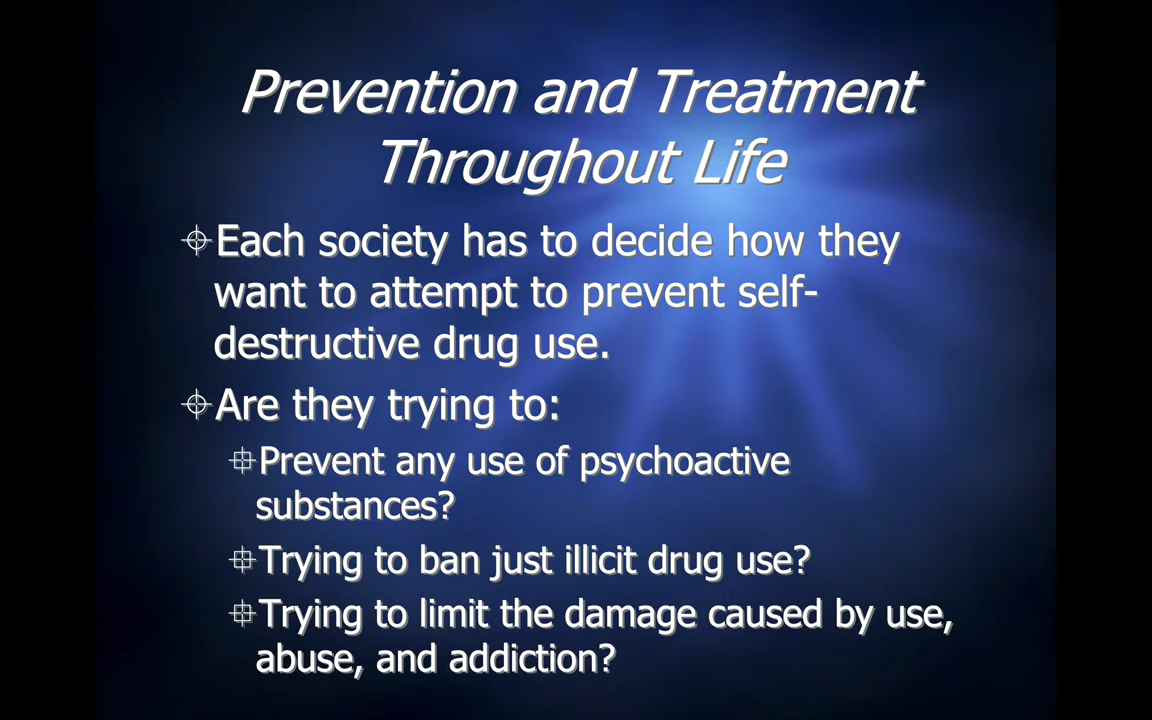 Prevention and Treatment
Throughout Life
Each society has to decide how they
want to attempt to prevent self-
destructive drug use.
Are they trying to:
Prevent any use of psychoactive
substances?
Trying to ban just illicit drug use?
Trying to limit the damage caused by use,
abuse, and addiction?